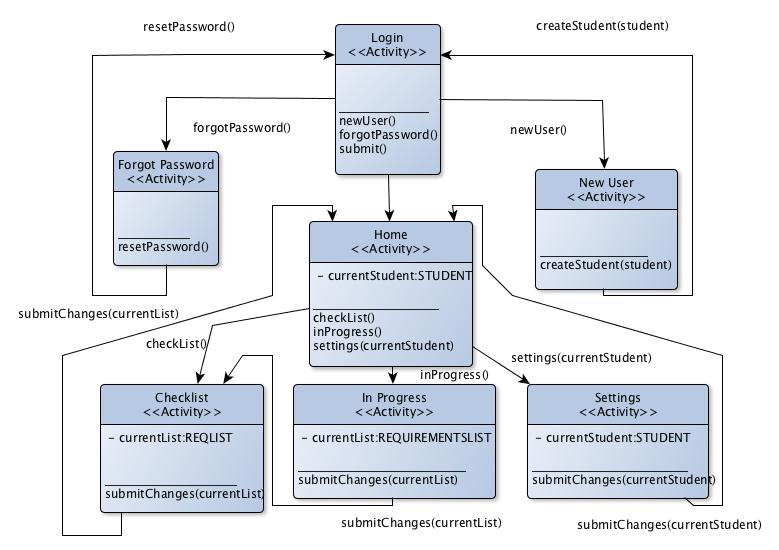 resetPassword()
createStudent(student)
Login
<<Activity>>
newUser()
forgotPassword()
submit()
forgotPassword()
newUser()
Forgot Password
<<Activity>>
resetPassword()
New User
<<Activity>>
createStudent(student)
Home
<<Activity>>
- currentStudent:STUDENT
checkList()
inProgress()
settings(currentStudent)
submitChanges(currentList)
checkList()
inProgress()
settings(currentStudent)
Checklist
<<Activity>>
- currentList:REQLIST
submitChanges(currentList)
In Progress
<<Activity>>
- currentList:REQUIREMENTSLIST
submitChanges(currentList)
Settings
<<Activity>>
- currentStudent:STUDENT
submitChanges(currentStudent)
submitChanges(currentList)
submitChanges(currentStudent)